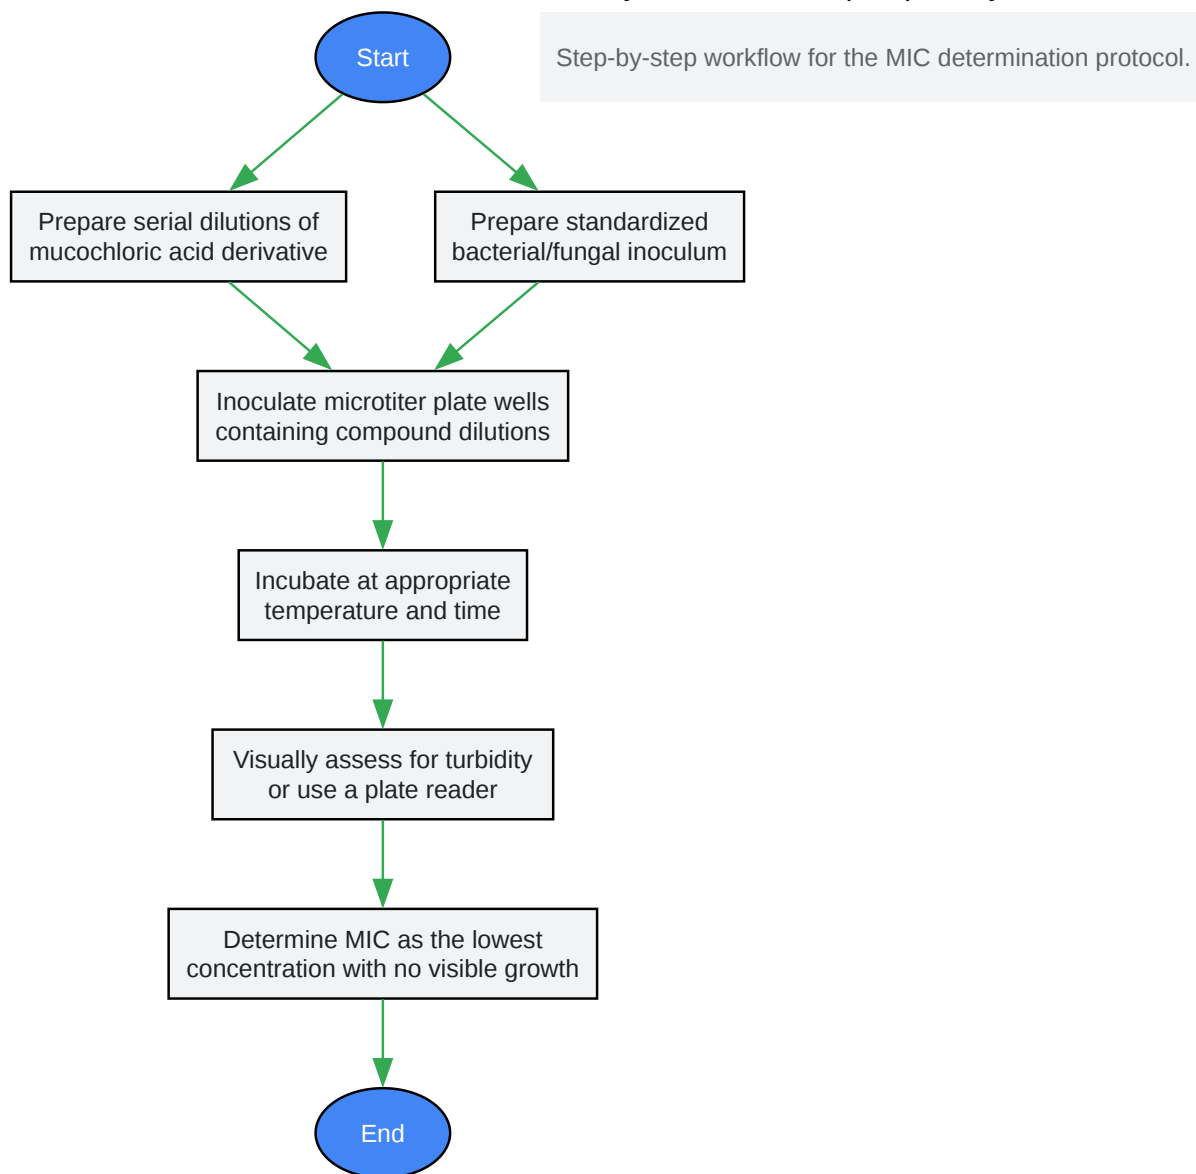 Start
Step-by-step workflow for the MIC determination protocol.
Prepare serial dilutions of
mucochloric acid derivative
Prepare standardized
bacterial/fungal inoculum
Inoculate microtiter plate wells
containing compound dilutions
Incubate at appropriate
temperature and time
Visually assess for turbidity
or use a plate reader
Determine MIC as the lowest
concentration with no visible growth
End